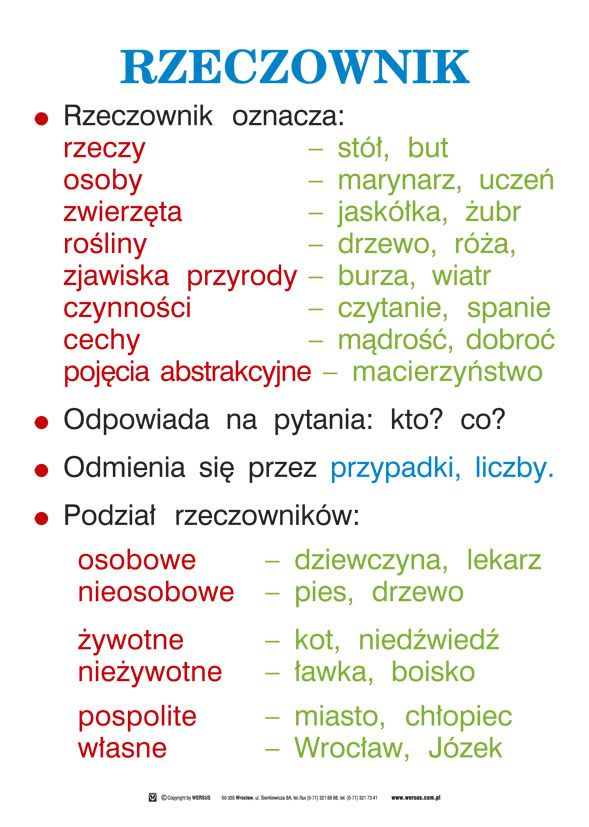 RZECZOWNIK
Rzeczownik oznacza:
rzeczy – stół, but
osoby – marynarz, uczeń
zwierzęta – jaskółka, żubr
rośliny – drzewo, róża,
zjawiska przyrody – burza, wiatr
czynności – czytanie, spanie
cechy – mądrość, dobroć
pojęcia abstrakcyjne – macierzyństwo
Odpowiada na pytania: kto? co?
Odmienia się przez przypadki, liczby.
Podział rzeczowników:
osobowe – dziewczyna, lekarz
nieosobowe – pies, drzewo
żywotne – kot, niedźwiedź
nieżywotne – ławka, boisko
pospolite – miasto, chłopiec
własne – Wrocław, Józek
© Copyright by WERSUS 50-355 Wrocław, ul. Sienkiewicza 8A, tel./fax (0-71) 321 68 88, tel. (0-71) 321 73 41 www.wersus.com.pl